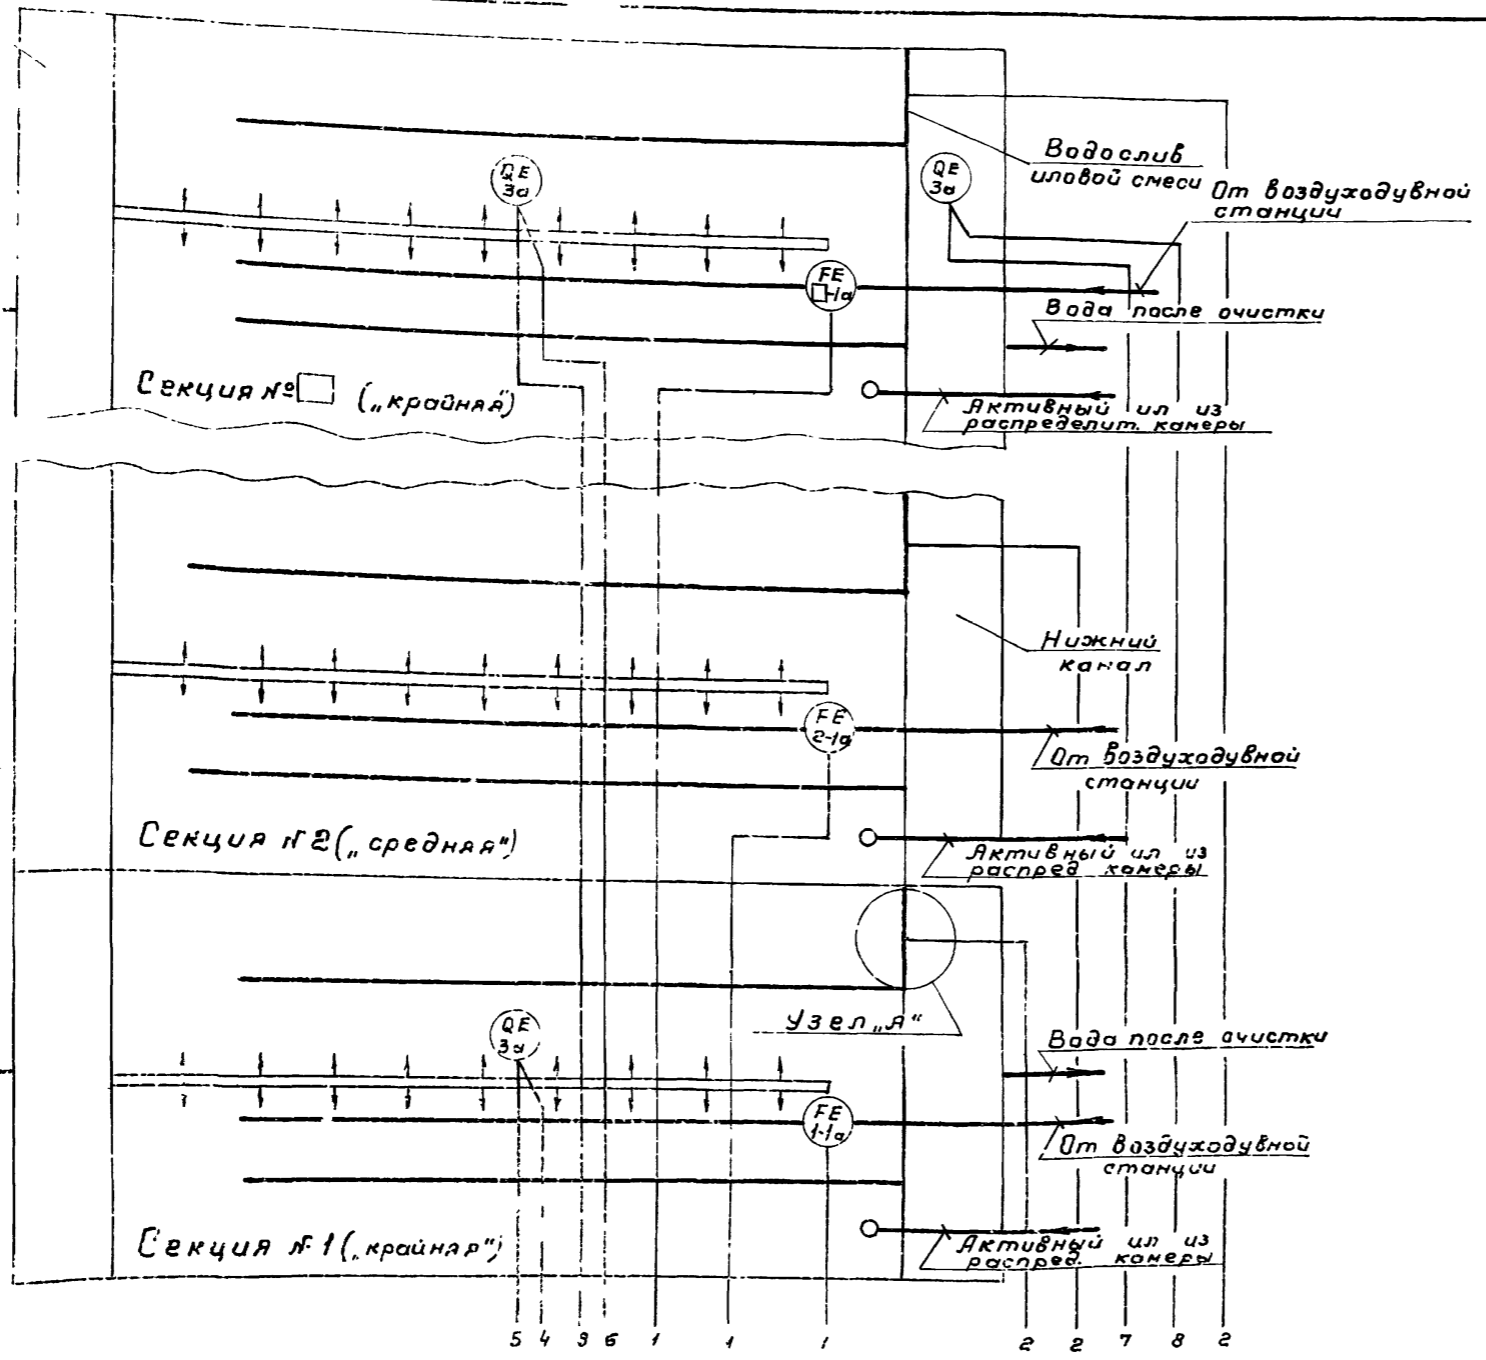 Водослив
иловой смеси
От воздуходувной
станции
QE
3а
QE
3а
FE
□-1а
Вода после очистки
Секция №□ („крайняя")
Активный ил из
распределит. камеры
Нижний
канал
FE
2-1а
От воздуходувной
станции
Секция №2 („средняя")
Активный ил из
распред камеры
Узел „А"
QE
3а
Вода после очистки
FE
1-1а
От воздуходувной
станции
Секция №1 („крайняя")
Активный ил из
распред. камеры
5 4 9 6 1 1 1 2 2 7 8 2